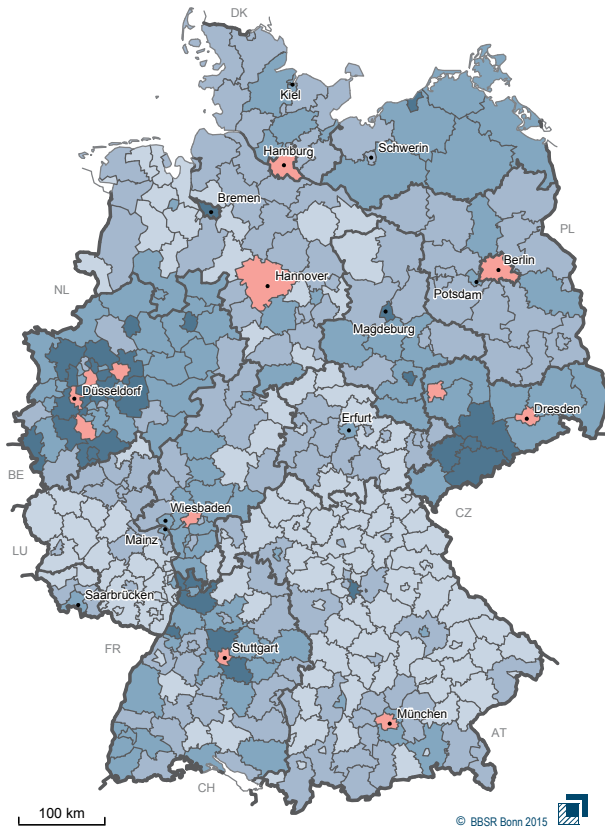 DK
Kiel
Hamburg
Schwerin
Bremen
PL
Berlin
Hannover
NL
Potsdam
Magdeburg
Düsseldorf
Erfurt
Dresden
BE
Wiesbaden
CZ
Mainz
LU
Saarbrücken
FR
Stuttgart
München
AT
CH
100 km
© BBSR Bonn 2015